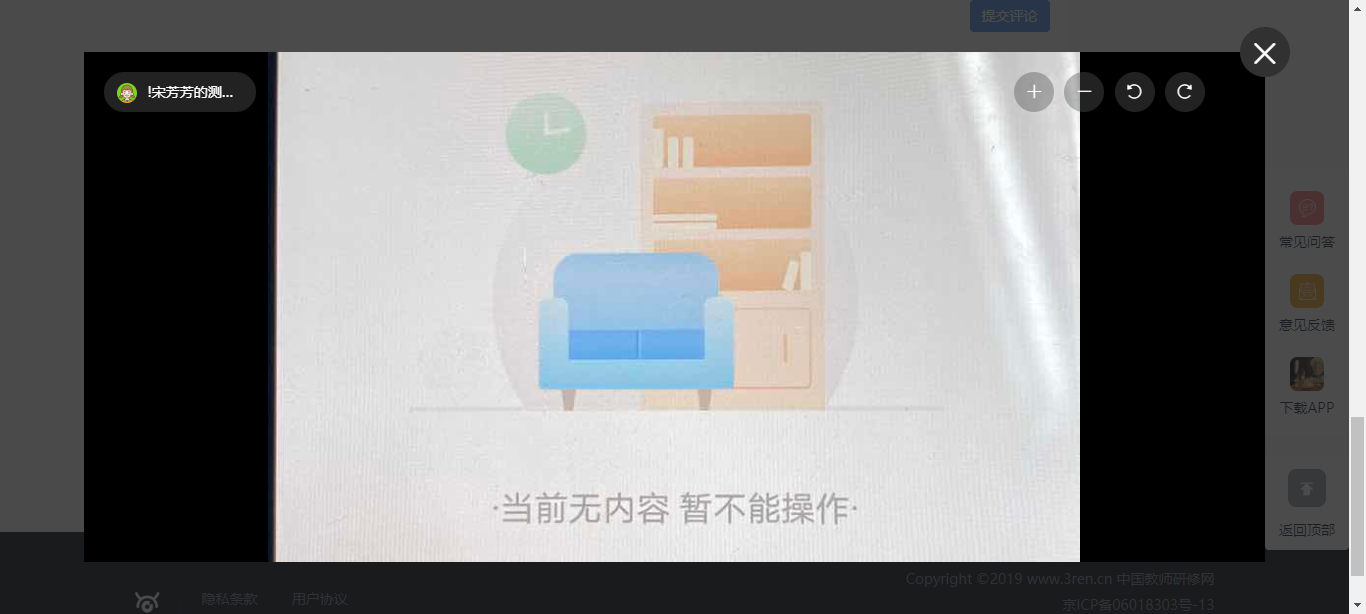 提交评论
!宋芳芳的测...
常见问答
意见反馈
下载APP
·当前无内容 暂不能操作·
返回顶部
Copyright ©2019 www.3ren.cn 中国教师研修网
隐私条款 用户协议
京ICP备06018303号-13